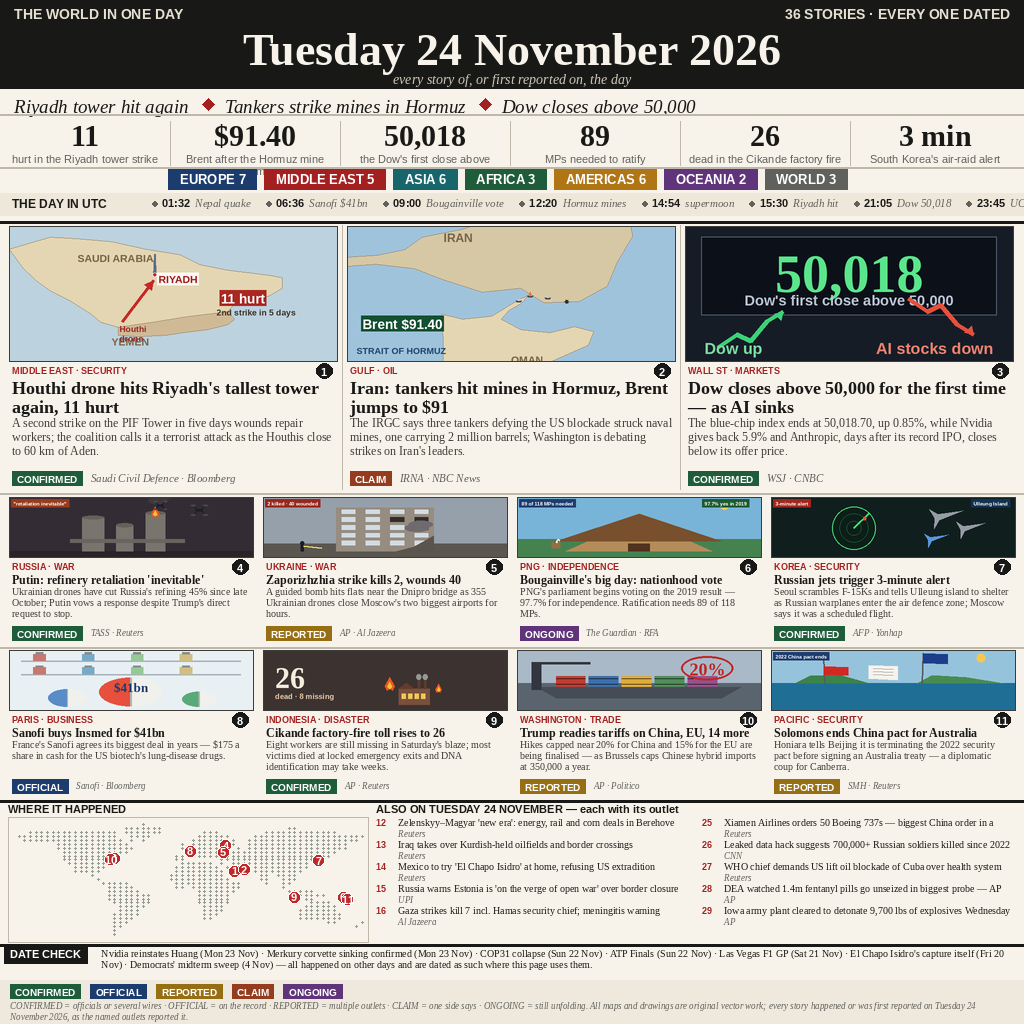 THE WORLD IN ONE DAY
36 STORIES · EVERY ONE DATED
Tuesday 24 November 2026
every story of, or first reported on, the day
Riyadh tower hit again ◆ Tankers strike mines in Hormuz ◆ Dow closes above 50,000
11
hurt in the Riyadh tower strike
$91.40
Brent after the Hormuz mine
50,018
the Dow's first close above
89
MPs needed to ratify
26
dead in the Cikande factory fire
3 min
South Korea's air-raid alert
EUROPE 7
MIDDLE EAST 5
ASIA 6
AFRICA 3
AMERICAS 6
OCEANIA 2
WORLD 3
THE DAY IN UTC
01:32 Nepal quake
06:36 Sanofi $41bn
09:00 Bougainville vote
12:20 Hormuz mines
14:54 supermoon
15:30 Riyadh hit
21:05 Dow 50,018
23:45 UC
SAUDI ARABIA
RIYADH
11 hurt
2nd strike in 5 days
Houthi
drone
YEMEN
MIDDLE EAST · SECURITY
1
Houthi drone hits Riyadh's tallest tower
again, 11 hurt
A second strike on the PIF Tower in five days wounds repair
workers; the coalition calls it a terrorist attack as the Houthis close
to 60 km of Aden.
CONFIRMED
Saudi Civil Defence · Bloomberg
IRAN
Brent $91.40
STRAIT OF HORMUZ
OMAN
GULF · OIL
2
Iran: tankers hit mines in Hormuz, Brent
jumps to $91
The IRGC says three tankers defying the US blockade struck naval
mines, one carrying 2 million barrels; Washington is debating
strikes on Iran's leaders.
CLAIM
IRNA · NBC News
50,018
Dow's first close above 50,000
Dow up
AI stocks down
WALL ST · MARKETS
3
Dow closes above 50,000 for the first time
— as AI sinks
The blue-chip index ends at 50,018.70, up 0.85%, while Nvidia
gives back 5.9% and Anthropic, days after its record IPO, closes
below its offer price.
CONFIRMED
WSJ · CNBC
"retaliation inevitable"
RUSSIA · WAR
4
Putin: refinery retaliation 'inevitable'
Ukrainian drones have cut Russia's refining 45% since late
October; Putin vows a response despite Trump's direct
request to stop.
CONFIRMED
TASS · Reuters
2 killed · 40 wounded
UKRAINE · WAR
5
Zaporizhzhia strike kills 2, wounds 40
A guided bomb hits flats near the Dnipro bridge as 355
Ukrainian drones close Moscow's two biggest airports for
hours.
REPORTED
AP · Al Jazeera
89 of 118 MPs needed
97.7% yes in 2019
PNG · INDEPENDENCE
6
Bougainville's big day: nationhood vote
PNG's parliament begins voting on the 2019 result —
97.7% for independence. Ratification needs 89 of 118
MPs.
ONGOING
The Guardian · RFA
3-minute alert
Ulleung Island
KOREA · SECURITY
7
Russian jets trigger 3-minute alert
Seoul scrambles F-15Ks and tells Ulleung island to shelter
as Russian warplanes enter the air defence zone; Moscow
says it was a scheduled flight.
CONFIRMED
AFP · Yonhap
$41bn
PARIS · BUSINESS
8
Sanofi buys Insmed for $41bn
France's Sanofi agrees its biggest deal in years — $175 a
share in cash for the US biotech's lung-disease drugs.
OFFICIAL
Sanofi · Bloomberg
26
dead · 8 missing
INDONESIA · DISASTER
9
Cikande factory-fire toll rises to 26
Eight workers are still missing in Saturday's blaze; most
victims died at locked emergency exits and DNA
identification may take weeks.
CONFIRMED
AP · Reuters
20%
WASHINGTON · TRADE
10
Trump readies tariffs on China, EU, 14 more
Hikes capped near 20% for China and 15% for the EU are
being finalised — as Brussels caps Chinese hybrid imports
at 350,000 a year.
REPORTED
AP · Politico
2022 China pact ends
PACIFIC · SECURITY
11
Solomons ends China pact for Australia
Honiara tells Beijing it is terminating the 2022 security
pact before signing an Australia treaty — a diplomatic
coup for Canberra.
REPORTED
SMH · Reuters
WHERE IT HAPPENED
10
8
4
5
1
2
7
9
11
ALSO ON TUESDAY 24 NOVEMBER — each with its outlet
12 Zelenskyy–Magyar 'new era': energy, rail and corn deals in Berehove
Reuters
13 Iraq takes over Kurdish-held oilfields and border crossings
Reuters
14 Mexico to try 'El Chapo Isidro' at home, refusing US extradition
Reuters
15 Russia warns Estonia is 'on the verge of open war' over border closure
UPI
16 Gaza strikes kill 7 incl. Hamas security chief; meningitis warning
Al Jazeera
25 Xiamen Airlines orders 50 Boeing 737s — biggest China order in a
Reuters
26 Leaked data hack suggests 700,000+ Russian soldiers killed since 2022
CNN
27 WHO chief demands US lift oil blockade of Cuba over health system
Reuters
28 DEA watched 1.4m fentanyl pills go unseized in biggest probe — AP
AP
29 Iowa army plant cleared to detonate 9,700 lbs of explosives Wednesday
AP
DATE CHECK
Nvidia reinstates Huang (Mon 23 Nov) · Merkury corvette sinking confirmed (Mon 23 Nov) · COP31 collapse (Sun 22 Nov) · ATP Finals (Sun 22 Nov) · Las Vegas F1 GP (Sat 21 Nov) · El Chapo Isidro's capture itself (Fri 20
Nov) · Democrats' midterm sweep (4 Nov) — all happened on other days and are dated as such where this page uses them.
CONFIRMED
OFFICIAL
REPORTED
CLAIM
ONGOING
CONFIRMED = officials or several wires · OFFICIAL = on the record · REPORTED = multiple outlets · CLAIM = one side says · ONGOING = still unfolding. All maps and drawings are original vector work; every story happened or was first reported on Tuesday 24
November 2026, as the named outlets reported it.